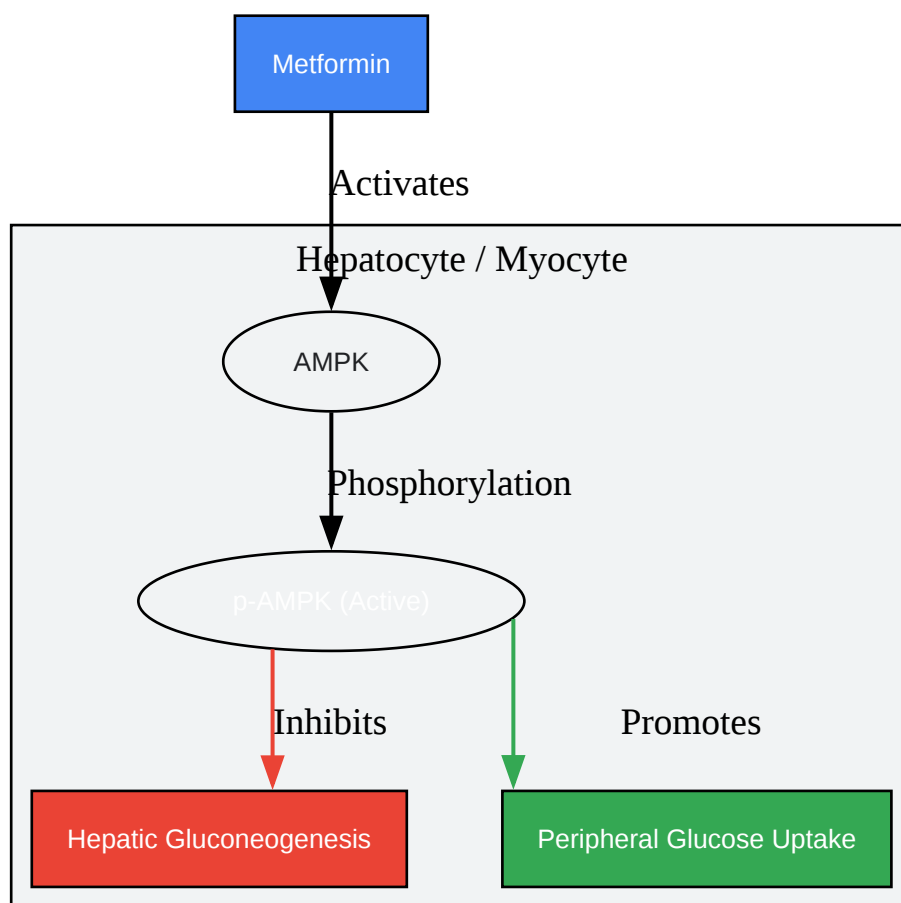 Metformin
Activates
Hepatocyte / Myocyte
AMPK
Phosphorylation
p-AMPK (Active)
Inhibits
Promotes
Hepatic Gluconeogenesis
Peripheral Glucose Uptake